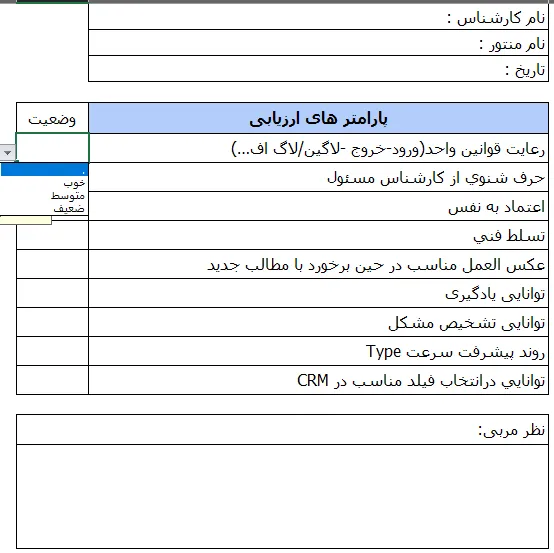 نام کارشناس :
نام منتور :
تاریخ :
پارامتر های ارزیابی
وضعیت
رعایت قوانین واحد(ورود-خروج -لاگین/لاگ اف...)
.
خوب
متوسط
ضعیف
حرف شنوي از کارشناس مسئول
اعتماد به نفس
تسلط فني
عکس العمل مناسب در حین برخورد با مطالب جدید
توانایی یادگیری
توانایی تشخیص مشکل
روند پیشرفت سرعت Type
توانايي درانتخاب فیلد مناسب در CRM
نظر مربی: